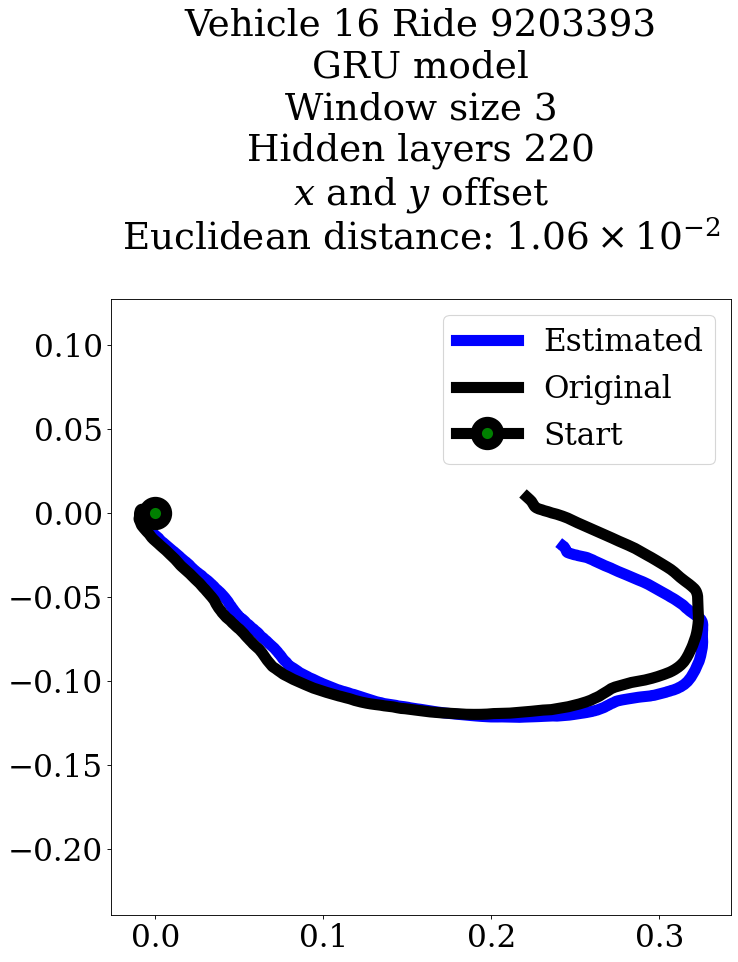 Vehicle 16 Ride 9203393
GRU model
Window size 3
Hidden layers 220
x and y offset
Euclidean distance: 1.06 × 10⁻²
Estimated
Original
Start
0.10
0.05
0.00
−0.05
−0.10
−0.15
−0.20
0.0 0.1 0.2 0.3